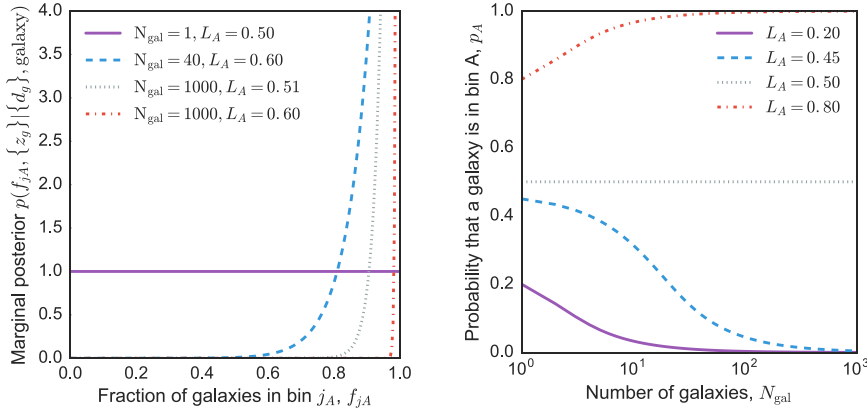 4.0
3.5
3.0
2.5
2.0
1.5
1.0
0.5
0.0
0.0 0.2 0.4 0.6 0.8 1.0
Marginal posterior p(f_{jA}, {z_g}|{d_g}, galaxy)
Fraction of galaxies in bin j_A, f_{jA}
N_gal = 1, L_A = 0.50
N_gal = 40, L_A = 0.60
N_gal = 1000, L_A = 0.51
N_gal = 1000, L_A = 0.60
1.0
0.8
0.6
0.4
0.2
0.0
10^0 10^1 10^2 10^3
Probability that a galaxy is in bin A, p_A
Number of galaxies, N_gal
L_A = 0.20
L_A = 0.45
L_A = 0.50
L_A = 0.80